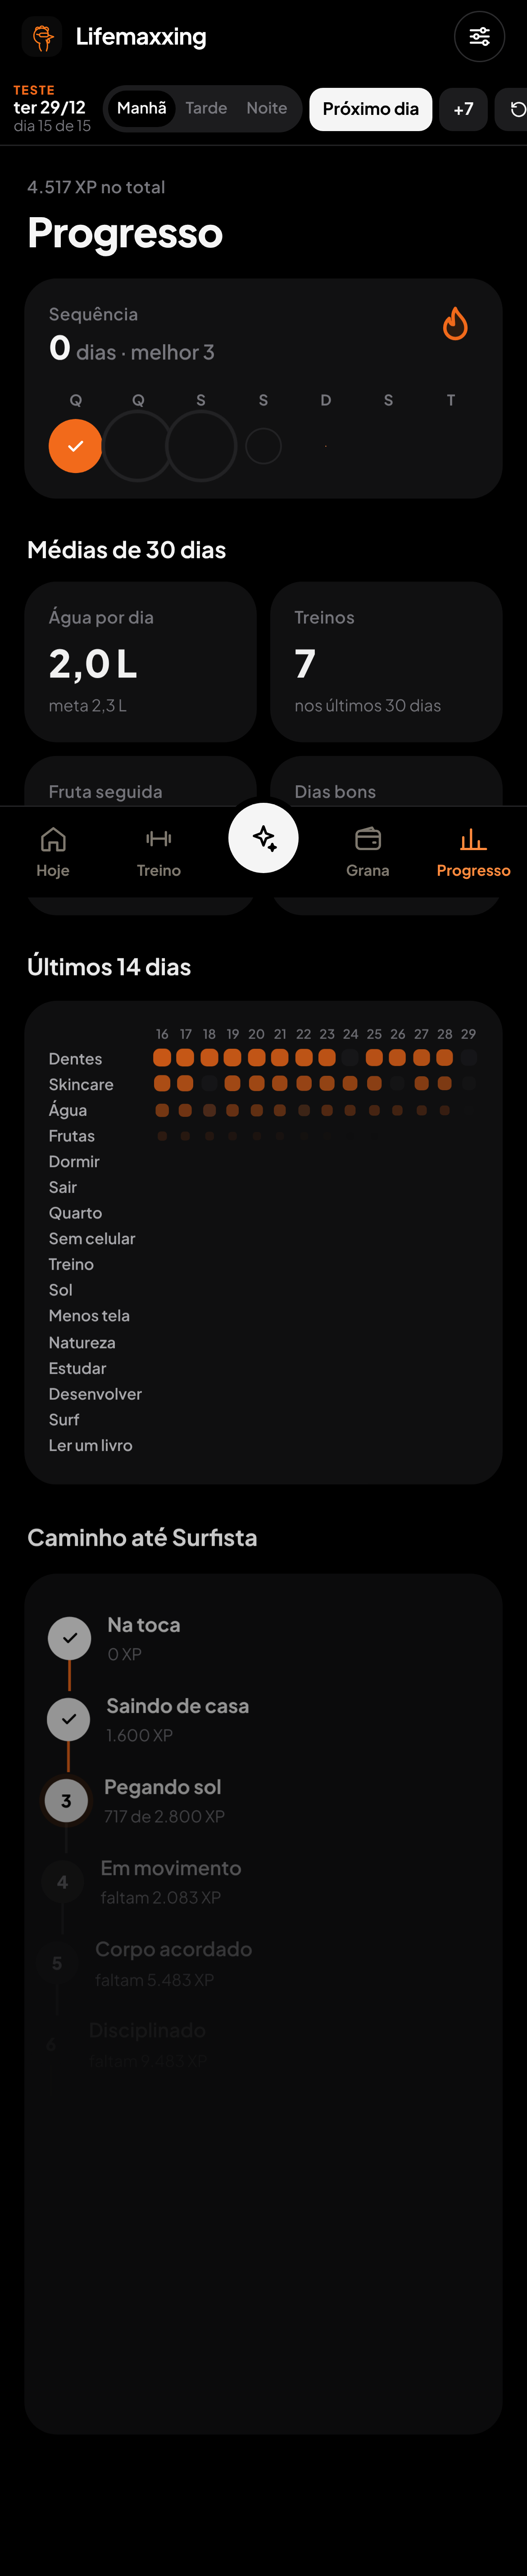 Lifemaxxing
TESTE
ter 29/12
dia 15 de 15
Manhã Tarde Noite
Próximo dia
+7
4.517 XP no total
Progresso
Sequência
0 dias · melhor 3
Q Q S S D S T
Médias de 30 dias
Água por dia
2,0 L
meta 2,3 L
Treinos
7
nos últimos 30 dias
Fruta seguida
Dias bons
Hoje
Treino
Grana
Progresso
Últimos 14 dias
16 17 18 19 20 21 22 23 24 25 26 27 28 29
Dentes
Skincare
Água
Frutas
Dormir
Sair
Quarto
Sem celular
Treino
Sol
Menos tela
Natureza
Estudar
Desenvolver
Surf
Ler um livro
Caminho até Surfista
Na toca
0 XP
Saindo de casa
1.600 XP
3 Pegando sol
717 de 2.800 XP
4 Em movimento
faltam 2.083 XP
5 Corpo acordado
faltam 5.483 XP
6 Disciplinado
faltam 9.483 XP